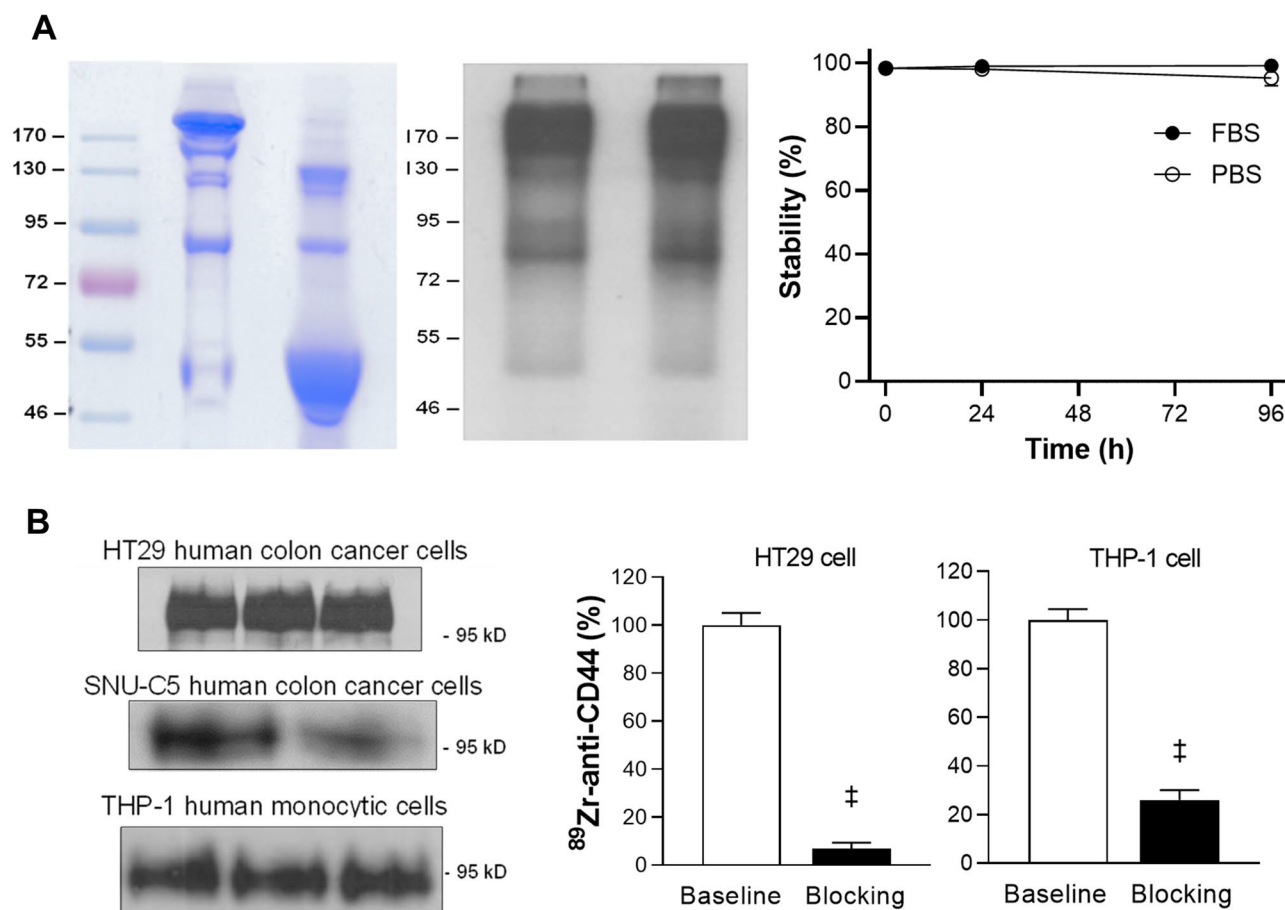 A
170 –
130 –
95 –
72 –
55 –
46 –
170 –
130 –
95 –
72 –
55 –
46 –
Stability (%)
100
80
60
40
20
0
FBS
PBS
0 24 48 72 96
Time (h)
B
HT29 human colon cancer cells
- 95 kD
SNU-C5 human colon cancer cells
- 95 kD
THP-1 human monocytic cells
- 95 kD
⁸⁹Zr-anti-CD44 (%)
HT29 cell
120
100
80
60
40
20
0
‡
Baseline Blocking
THP-1 cell
120
100
80
60
40
20
0
‡
Baseline Blocking